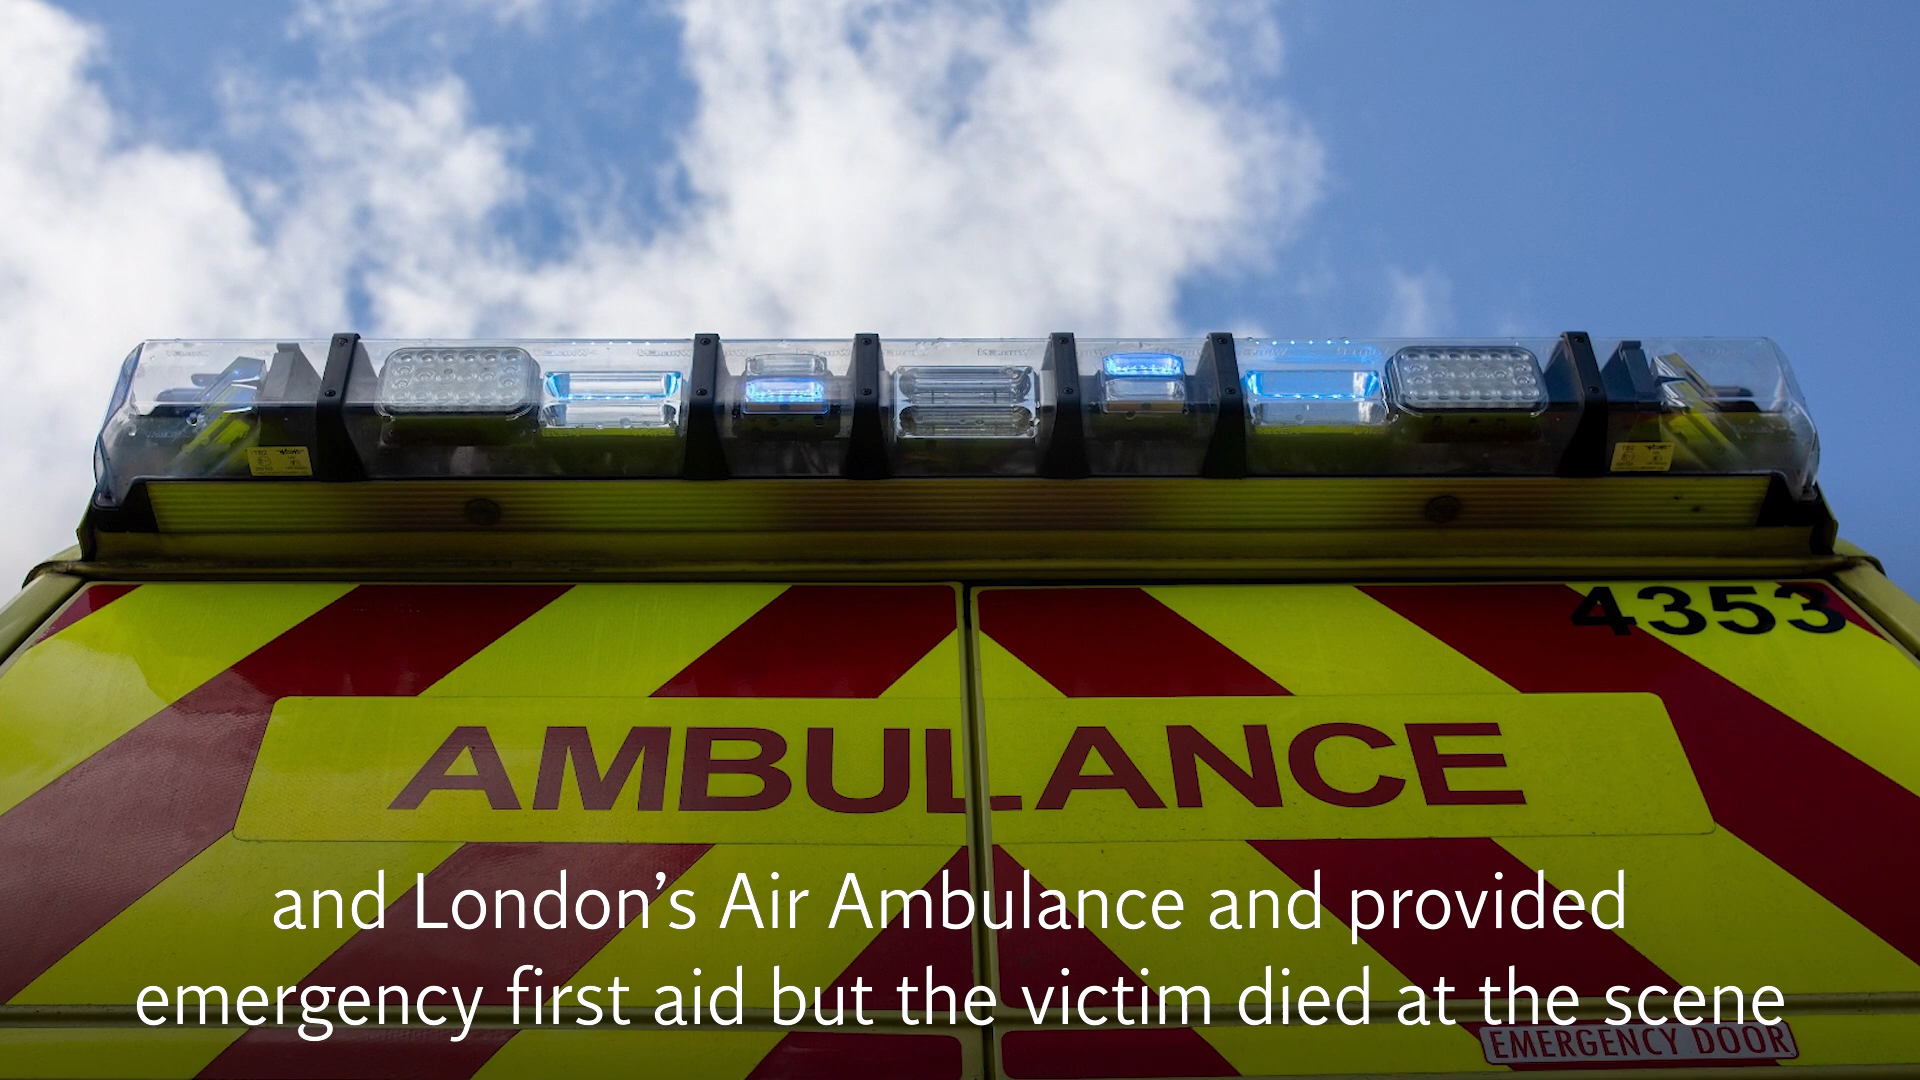 4353
AMBULANCE
and London’s Air Ambulance and provided
emergency first aid but the victim died at the scene
EMERGENCY DOOR